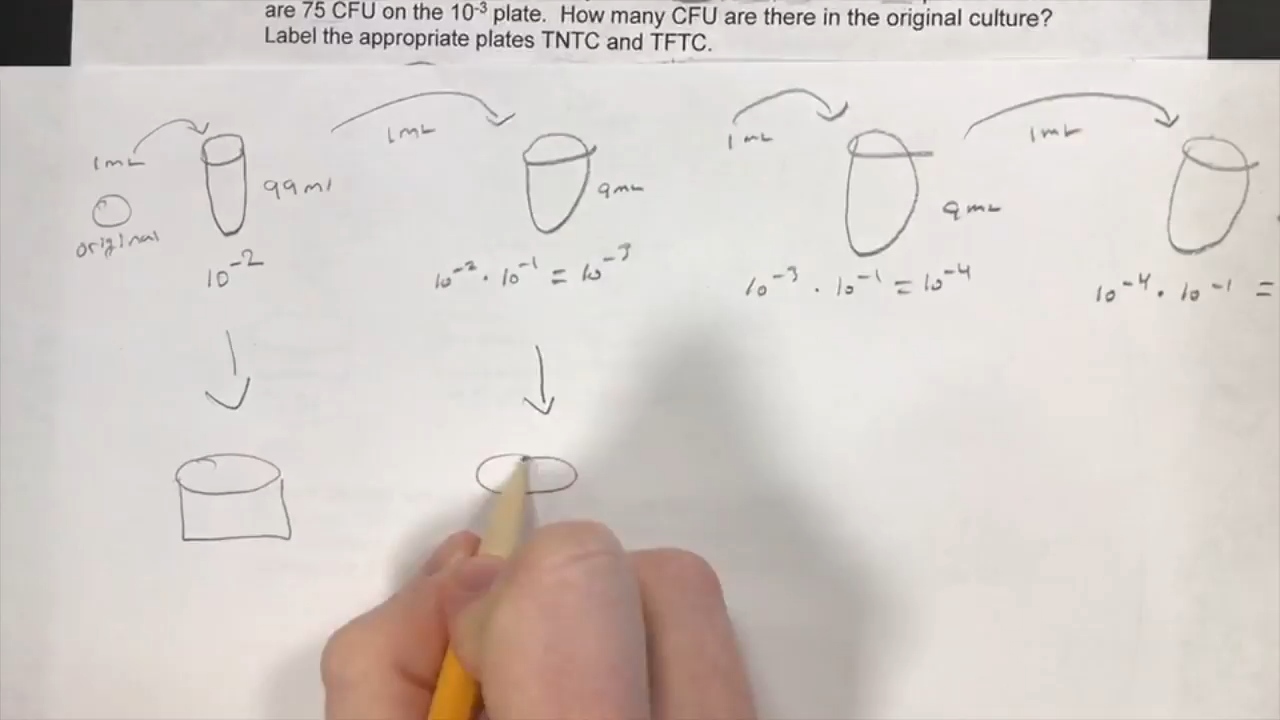 are 75 CFU on the 10⁻³ plate. How many CFU are there in the original culture?
Label the appropriate plates TNTC and TFTC.
1mL
original
99ml
10⁻²
1mL
9mL
10⁻² · 10⁻¹ = 10⁻³
1mL
9mL
10⁻³ · 10⁻¹ = 10⁻⁴
1mL
10⁻⁴ · 10⁻¹ =